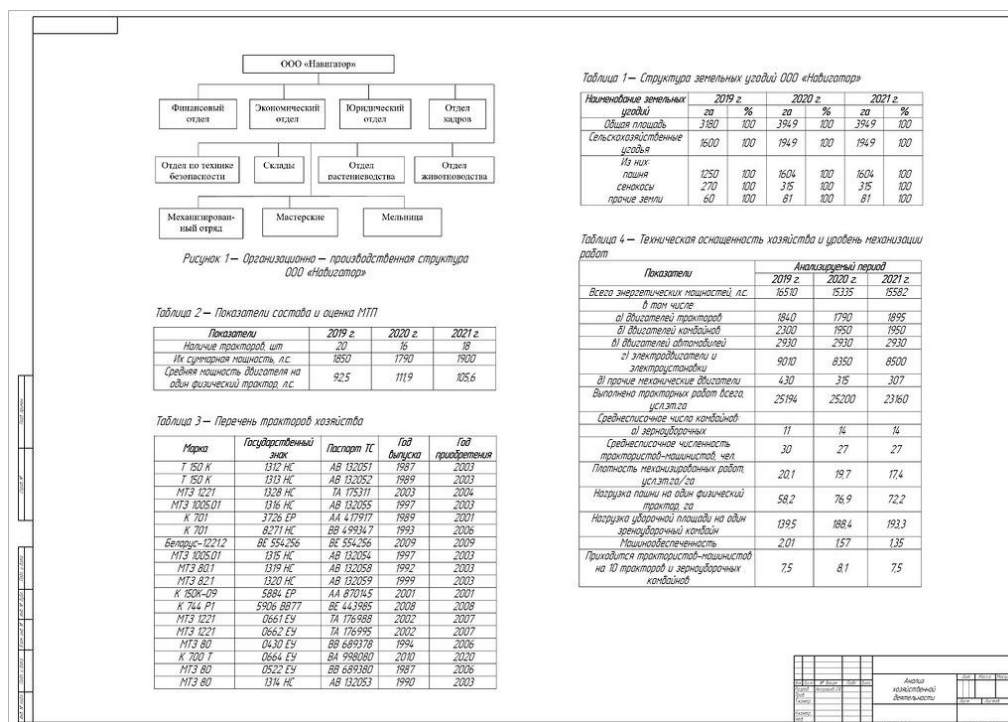 ООО «Навигатор»
Финансовый отдел
Экономический отдел
Юридический отдел
Отдел кадров
Отдел по технике безопасности
Склады
Отдел растениеводства
Отдел животноводства
Механизирован-
ный отряд
Мастерские
Мельница
Рисунок 1 – Организационно – производственная структура
ООО «Навигатор»
Таблица 2 – Показатели состава и оценка МТП
Показатели 2019 г. 2020 г. 2021 г.
Наличие тракторов, шт 20 16 18
Их суммарная мощность, л.с. 1850 1790 1900
Средняя мощность двигателя на
один физический трактор, л.с. 92,5 111,9 105,6
Таблица 3 – Перечень тракторов хозяйства
Марка Государственный знак Паспорт ТС Год выпуска Год приобретения
Т 150 К 1312 НС АВ 132051 1987 2003
Т 150 К 1313 НС АВ 132052 1989 2003
МТЗ 1221 1328 НС ТА 175311 2003 2004
МТЗ 1005.01 1316 НС АВ 132055 1997 2003
К 701 3726 ЕР АА 417917 1989 2001
К 701 8271 НС ВВ 499347 1993 2006
Беларус-1221.2 ВЕ 554256 ВЕ 554256 2009 2009
МТЗ 1005.01 1315 НС АВ 132054 1997 2003
МТЗ 80.1 1319 НС АВ 132058 1992 2003
МТЗ 82.1 1320 НС АВ 132059 1999 2003
К 150К-09 5884 ЕР АА 870145 2001 2001
К 744 Р1 5906 ВВ77 ВЕ 443985 2008 2008
МТЗ 1221 0661 ЕУ ТА 176988 2002 2007
МТЗ 1221 0662 ЕУ ТА 176995 2002 2007
МТЗ 80 0430 ЕУ ВВ 689378 1994 2006
К 700 Т 0664 ЕУ ВА 998080 2010 2020
МТЗ 80 0522 ЕУ ВВ 689380 1987 2006
МТЗ 80 1314 НС АВ 132053 1990 2003
Таблица 1 – Структура земельных угодий ООО «Навигатор»
Наименование земельных угодий 2019 г. 2020 г. 2021 г.
га % га % га %
Общая площадь 3180 100 3949 100 3949 100
Сельскохозяйственные
угодья 1600 100 1949 100 1949 100
Из них:
пашня 1250 100 1604 100 1604 100
сенокосы 270 100 315 100 315 100
прочие земли 60 100 81 100 81 100
Таблица 4 – Техническая оснащенность хозяйства и уровень механизации
работ
Показатели Анализируемый период
2019 г. 2020 г. 2021 г.
Всего энергетических мощностей, л.с. 16510 15335 15582
в том числе
а) двигателей тракторов 1840 1790 1895
б) двигателей комбайнов 2300 1950 1950
в) двигателей автомобилей 2930 2930 2930
г) электродвигатели и
электроустановки 9010 8350 8500
д) прочие механические двигатели 430 315 307
Выполнено тракторных работ всего,
усл.эт.га 25194 25200 23160
Среднесписочное число комбайнов:
а) зерноуборочных 11 14 14
Среднесписочная численность
трактористов-машинистов, чел. 30 27 27
Плотность механизированных работ,
усл.эт.га/га 20,1 19,7 17,4
Нагрузка пашни на один физический
трактор, га 58,2 76,9 72,2
Нагрузка уборочной площади на один
зерноуборочный комбайн 139,5 188,4 193,3
Машинообеспеченность 2,01 1,57 1,35
Приходится трактористов-машинистов
на 10 тракторов и зерноуборочных
комбайнов 7,5 8,1 7,5
Анализ
хозяйственной
деятельности